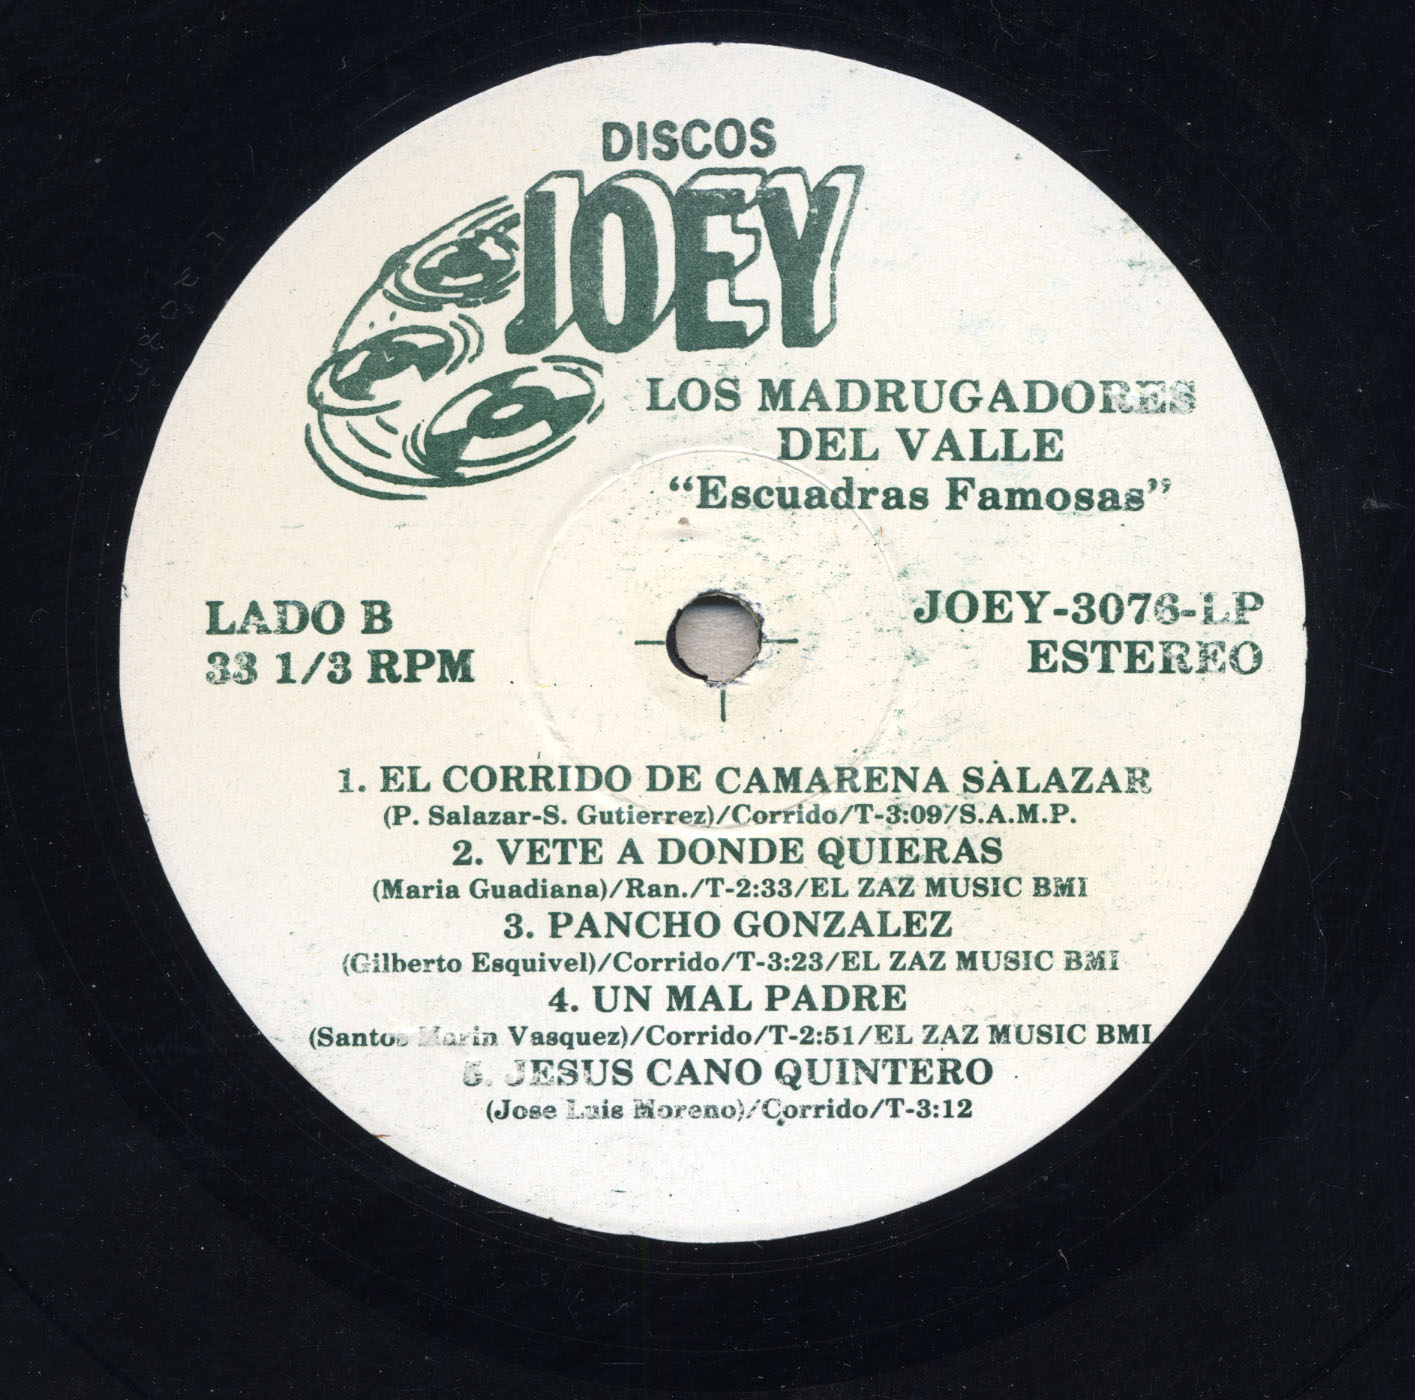 DISCOS
JOEY
LOS MADRUGADORES
DEL VALLE
“Escuadras Famosas”
LADO B
33 1/3 RPM
JOEY-3076-LP
ESTEREO
1. EL CORRIDO DE CAMARENA SALAZAR
(P. Salazar-S. Gutierrez)/Corrido/T-3:09/S.A.M.P.
2. VETE A DONDE QUIERAS
(Maria Guadiana)/Ran./T-2:33/EL ZAZ MUSIC BMI
3. PANCHO GONZALEZ
(Gilberto Esquivel)/Corrido/T-3:23/EL ZAZ MUSIC BMI
4. UN MAL PADRE
(Santos Marin Vasquez)/Corrido/T-2:51/EL ZAZ MUSIC BMI
5. JESUS CANO QUINTERO
(Jose Luis Moreno)/Corrido/T-3:12